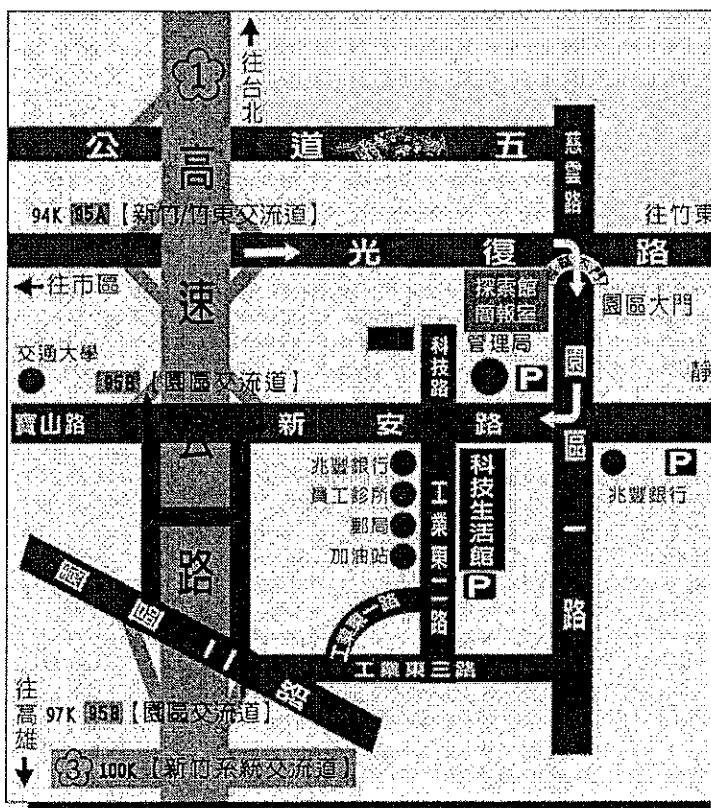 1
往台北
公道五
慈雲路
高速公路
94K 95A【新竹/竹東交流道】
往竹東
光復路
往市區
探索館
園區大門
管理局
P
科技路
交通大學
95B【園區交流道】
靜
寶山路
新安路
園區一路
兆豐銀行
員工診所
郵局
加油站
工業東二路
科技生活館
P
P
兆豐銀行
園區二路
工業東一路
工業東三路
往高雄
97K 95B【園區交流道】
3 100K【新竹系統交流道】